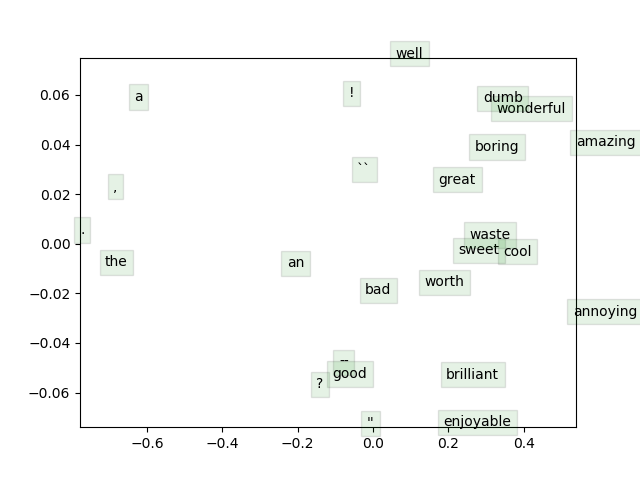 well
0.06
a
!
dumb
wonderful
0.04
amazing
boring
``
great
0.02
,
.
0.00
waste
sweet
cool
the
an
worth
bad
−0.02
annoying
−0.04
--
good
?
brilliant
−0.06
"
enjoyable
−0.6 −0.4 −0.2 0.0 0.2 0.4